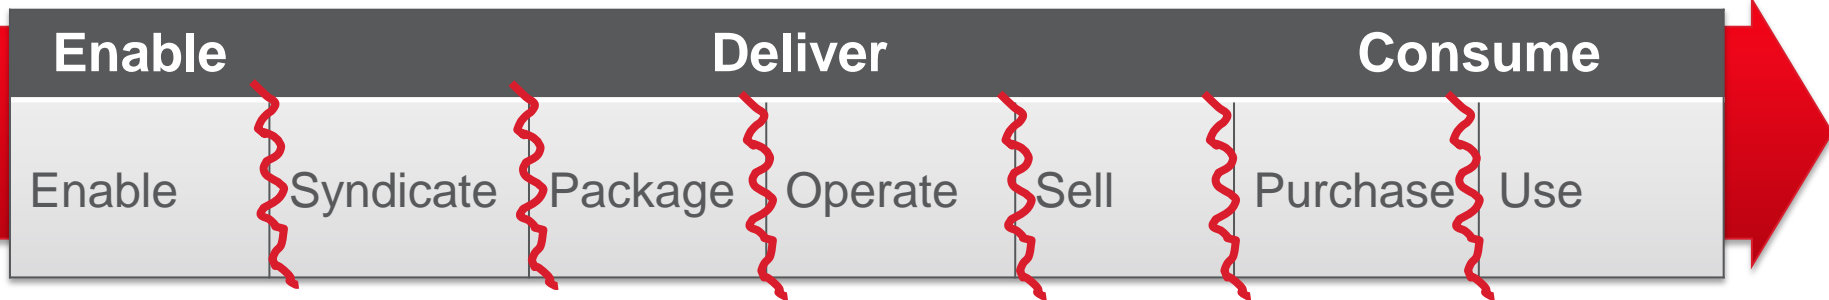 Enable Deliver Consume
Enable Syndicate Package Operate Sell Purchase Use